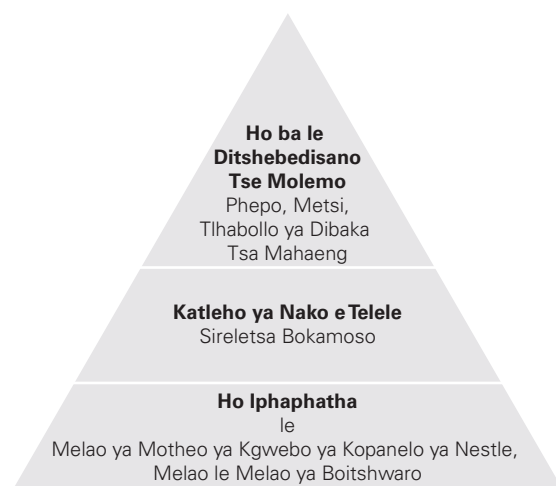 Ho ba le
Ditshebedisano
Tse Molemo
Phepo, Metsi,
Tlhabollo ya Dibaka
Tsa Mahaeng
Katleho ya Nako e Telele
Sireletsa Bokamoso
Ho Iphaphatha
le
Melao ya Motheo ya Kgwebo ya Kopanelo ya Nestle,
Melao le Melao ya Boitshwaro